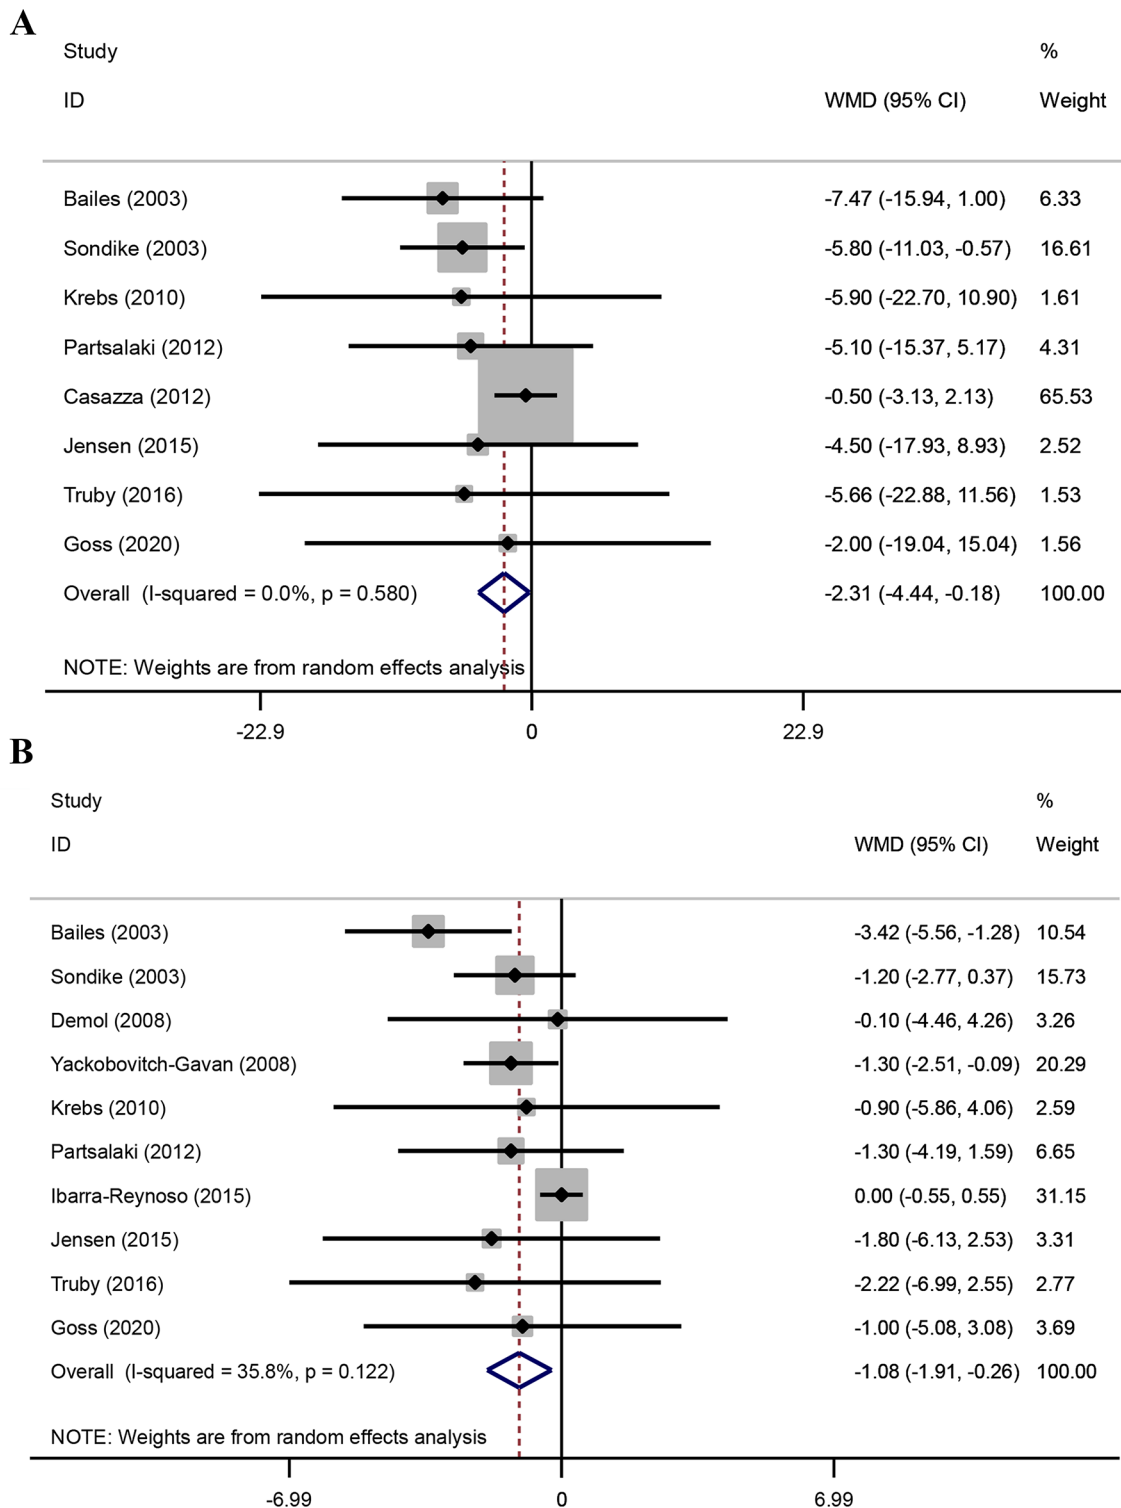 A
Study %
ID WMD (95% CI) Weight
Bailes (2003) -7.47 (-15.94, 1.00) 6.33
Sondike (2003) -5.80 (-11.03, -0.57) 16.61
Krebs (2010) -5.90 (-22.70, 10.90) 1.61
Partsalaki (2012) -5.10 (-15.37, 5.17) 4.31
Casazza (2012) -0.50 (-3.13, 2.13) 65.53
Jensen (2015) -4.50 (-17.93, 8.93) 2.52
Truby (2016) -5.66 (-22.88, 11.56) 1.53
Goss (2020) -2.00 (-19.04, 15.04) 1.56
Overall (I-squared = 0.0%, p = 0.580) -2.31 (-4.44, -0.18) 100.00
NOTE: Weights are from random effects analysis
-22.9 0 22.9
B
Study %
ID WMD (95% CI) Weight
Bailes (2003) -3.42 (-5.56, -1.28) 10.54
Sondike (2003) -1.20 (-2.77, 0.37) 15.73
Demol (2008) -0.10 (-4.46, 4.26) 3.26
Yackobovitch-Gavan (2008) -1.30 (-2.51, -0.09) 20.29
Krebs (2010) -0.90 (-5.86, 4.06) 2.59
Partsalaki (2012) -1.30 (-4.19, 1.59) 6.65
Ibarra-Reynoso (2015) 0.00 (-0.55, 0.55) 31.15
Jensen (2015) -1.80 (-6.13, 2.53) 3.31
Truby (2016) -2.22 (-6.99, 2.55) 2.77
Goss (2020) -1.00 (-5.08, 3.08) 3.69
Overall (I-squared = 35.8%, p = 0.122) -1.08 (-1.91, -0.26) 100.00
NOTE: Weights are from random effects analysis
-6.99 0 6.99